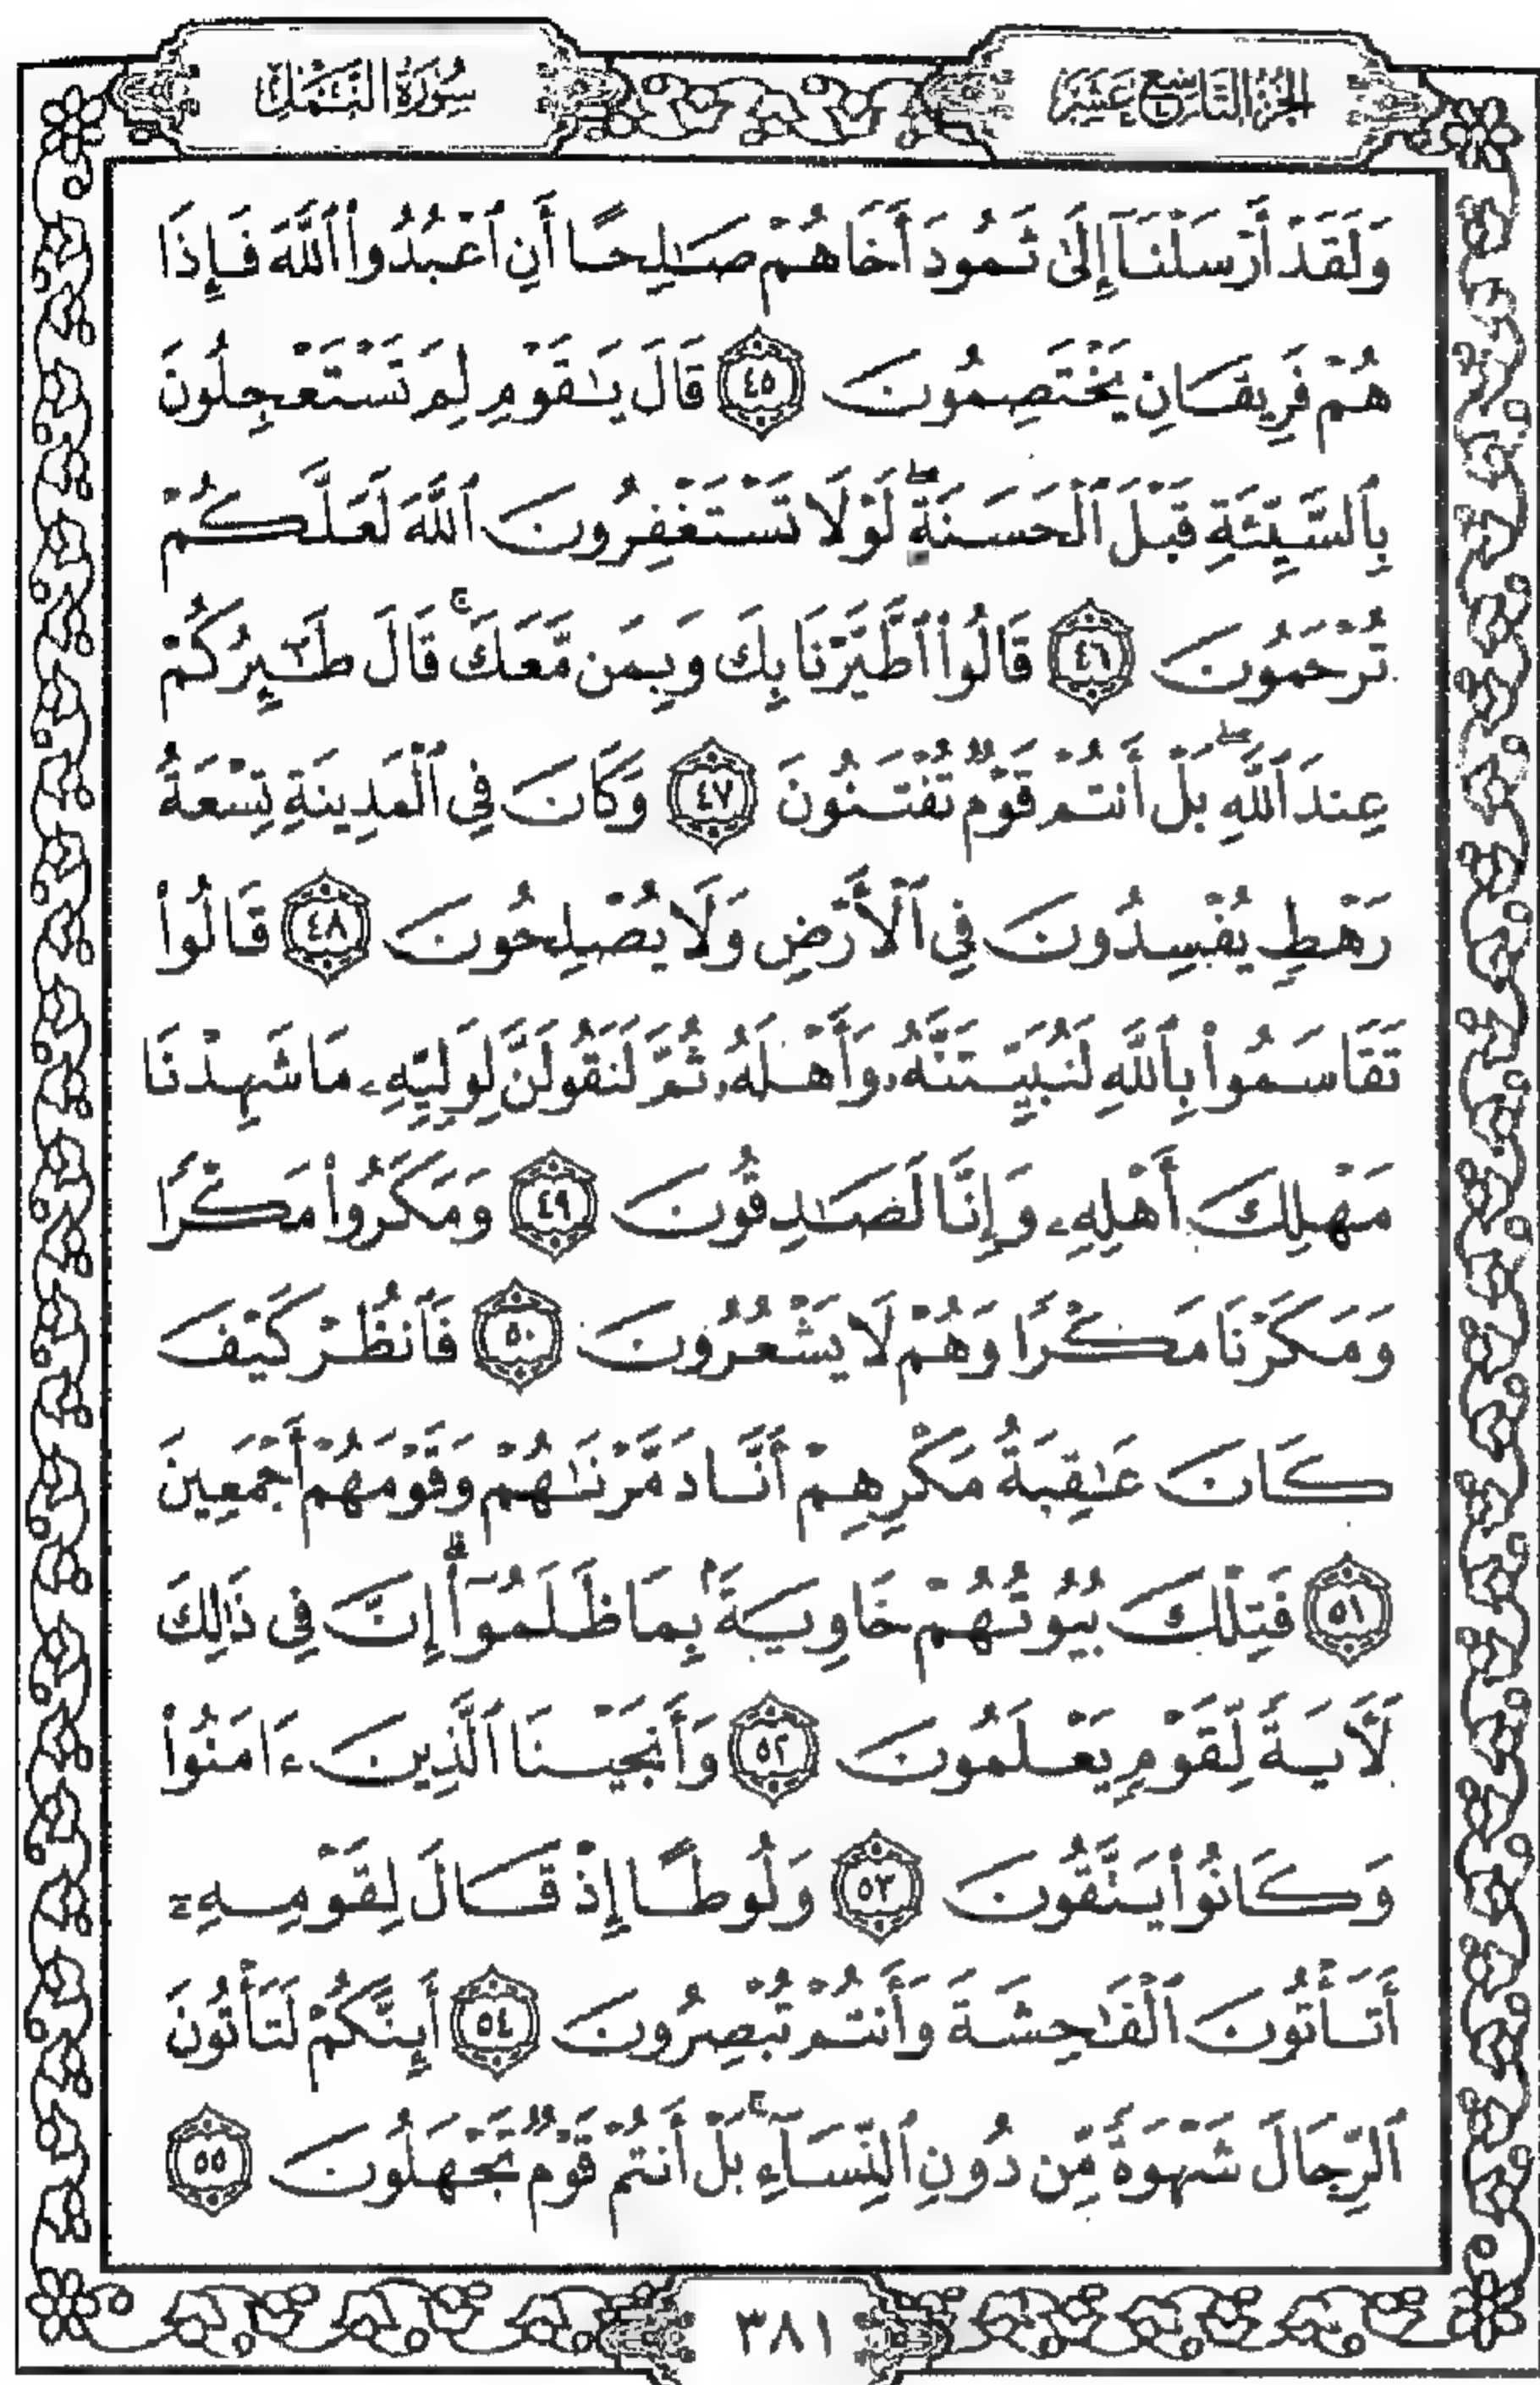 الجزء التاسع عشر
سورة النمل
وَلَقَدْ أَرْسَلْنَآ إِلَىٰ ثَمُودَ أَخَاهُمْ صَٰلِحًا أَنِ ٱعْبُدُوا۟ ٱللَّهَ فَإِذَا
هُمْ فَرِيقَانِ يَخْتَصِمُونَ ٤٥ قَالَ يَٰقَوْمِ لِمَ تَسْتَعْجِلُونَ
بِٱلسَّيِّئَةِ قَبْلَ ٱلْحَسَنَةِ ۖ لَوْلَا تَسْتَغْفِرُونَ ٱللَّهَ لَعَلَّكُمْ
تُرْحَمُونَ ٤٦ قَالُوا۟ ٱطَّيَّرْنَا بِكَ وَبِمَن مَّعَكَ ۚ قَالَ طَٰٓئِرُكُمْ
عِندَ ٱللَّهِ ۖ بَلْ أَنتُمْ قَوْمٌ تُفْتَنُونَ ٤٧ وَكَانَ فِى ٱلْمَدِينَةِ تِسْعَةُ
رَهْطٍ يُفْسِدُونَ فِى ٱلْأَرْضِ وَلَا يُصْلِحُونَ ٤٨ قَالُوا۟
تَقَاسَمُوا۟ بِٱللَّهِ لَنُبَيِّتَنَّهُۥ وَأَهْلَهُۥ ثُمَّ لَنَقُولَنَّ لِوَلِيِّهِۦ مَا شَهِدْنَا
مَهْلِكَ أَهْلِهِۦ وَإِنَّا لَصَٰدِقُونَ ٤٩ وَمَكَرُوا۟ مَكْرًا
وَمَكَرْنَا مَكْرًا وَهُمْ لَا يَشْعُرُونَ ٥٠ فَٱنظُرْ كَيْفَ
كَانَ عَٰقِبَةُ مَكْرِهِمْ أَنَّا دَمَّرْنَٰهُمْ وَقَوْمَهُمْ أَجْمَعِينَ
٥١ فَتِلْكَ بُيُوتُهُمْ خَاوِيَةًۢ بِمَا ظَلَمُوٓا۟ ۗ إِنَّ فِى ذَٰلِكَ
لَءَايَةً لِّقَوْمٍ يَعْلَمُونَ ٥٢ وَأَنجَيْنَا ٱلَّذِينَ ءَامَنُوا۟
وَكَانُوا۟ يَتَّقُونَ ٥٣ وَلُوطًا إِذْ قَالَ لِقَوْمِهِۦٓ
أَتَأْتُونَ ٱلْفَٰحِشَةَ وَأَنتُمْ تُبْصِرُونَ ٥٤ أَئِنَّكُمْ لَتَأْتُونَ
ٱلرِّجَالَ شَهْوَةً مِّن دُونِ ٱلنِّسَآءِ ۚ بَلْ أَنتُمْ قَوْمٌ تَجْهَلُونَ ٥٥
٣٨١